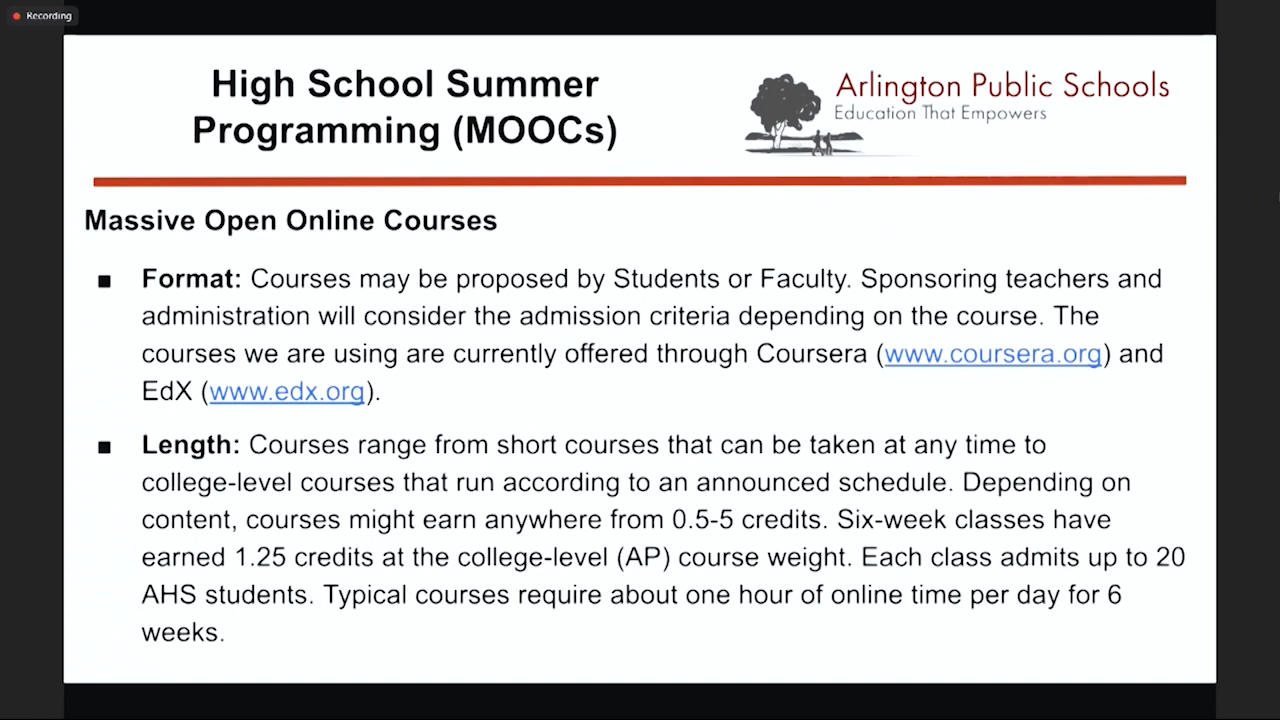 Recording
High School Summer
Programming (MOOCs)
Arlington Public Schools
Education That Empowers
Massive Open Online Courses
■ Format: Courses may be proposed by Students or Faculty. Sponsoring teachers and
administration will consider the admission criteria depending on the course. The
courses we are using are currently offered through Coursera (www.coursera.org) and
EdX (www.edx.org).
■ Length: Courses range from short courses that can be taken at any time to
college-level courses that run according to an announced schedule. Depending on
content, courses might earn anywhere from 0.5-5 credits. Six-week classes have
earned 1.25 credits at the college-level (AP) course weight. Each class admits up to 20
AHS students. Typical courses require about one hour of online time per day for 6
weeks.